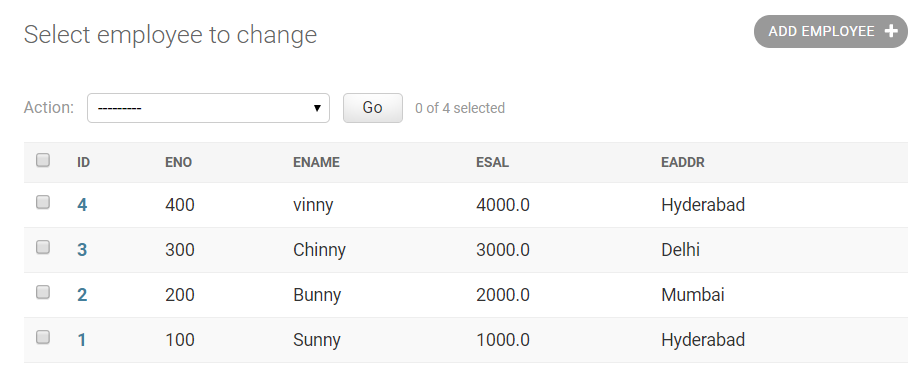 Select employee to change
ADD EMPLOYEE +
Action: --------- Go 0 of 4 selected
ID ENO ENAME ESAL EADDR
4 400 vinny 4000.0 Hyderabad
3 300 Chinny 3000.0 Delhi
2 200 Bunny 2000.0 Mumbai
1 100 Sunny 1000.0 Hyderabad